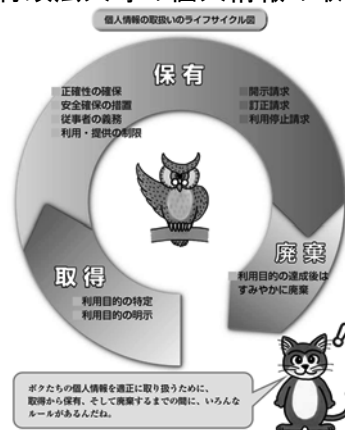 個人情報の取扱いのライフサイクル図
保有
正確性の確保
安全確保の措置
従事者の義務
利用・提供の制限
開示請求
訂正請求
利用停止請求
廃棄
利用目的の達成後は
すみやかに廃棄
取得
利用目的の特定
利用目的の明示
ボクたちの個人情報を適正に取り扱うために、
取得から保有、そして廃棄するまでの間に、いろんな
ルールがあるんだね。